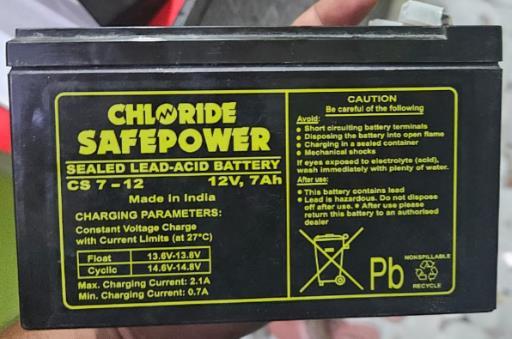 CHLORIDE
SAFEPOWER
SEALED LEAD-ACID BATTERY
CS 7-12 12V, 7Ah
Made in India
CHARGING PARAMETERS:
Constant Voltage Charge
with Current Limits (at 27°C)
Float 13.6V-13.8V
Cyclic 14.6V-14.8V
Max. Charging Current: 2.1A
Min. Charging Current: 0.7A
CAUTION
Be careful of the following
Avoid:
• Short circuiting battery terminals
• Disposing the battery into open flame
• Charging in a sealed container
• Mechanical shocks
If eyes exposed to electrolyte (acid),
wash immediately with plenty of water.
After use:
• This battery contains lead
• Lead is hazardous. Do not dispose
off after use. • After use please
return this battery to an authorised
dealer
Pb
NONSPILLABLE
RECYCLE